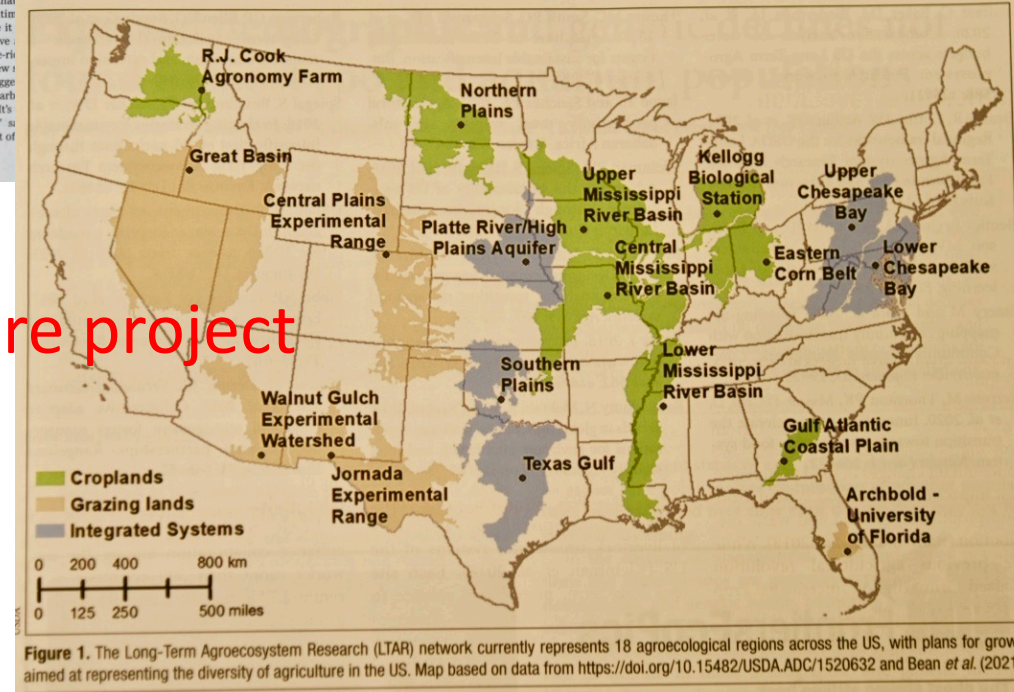 R.J. Cook
Agronomy Farm
Northern
Plains
Great Basin
Kellogg
Biological
Station
Upper
Mississippi
River Basin
Upper
Chesapeake
Bay
Central Plains
Experimental
Range
Platte River/High
Plains Aquifer
Central
Mississippi
River Basin
Eastern
Corn Belt
Lower
Chesapeake
Bay
re project
Southern
Plains
Lower
Mississippi
River Basin
Walnut Gulch
Experimental
Watershed
Gulf Atlantic
Coastal Plain
Texas Gulf
Jornada
Experimental
Range
Archbold -
University
of Florida
Croplands
Grazing lands
Integrated Systems
0 200 400 800 km
0 125 250 500 miles
USDA
Figure 1. The Long-Term Agroecosystem Research (LTAR) network currently represents 18 agroecological regions across the US, with plans for grow
aimed at representing the diversity of agriculture in the US. Map based on data from https://doi.org/10.15482/USDA.ADC/1520632 and Bean et al. (2021